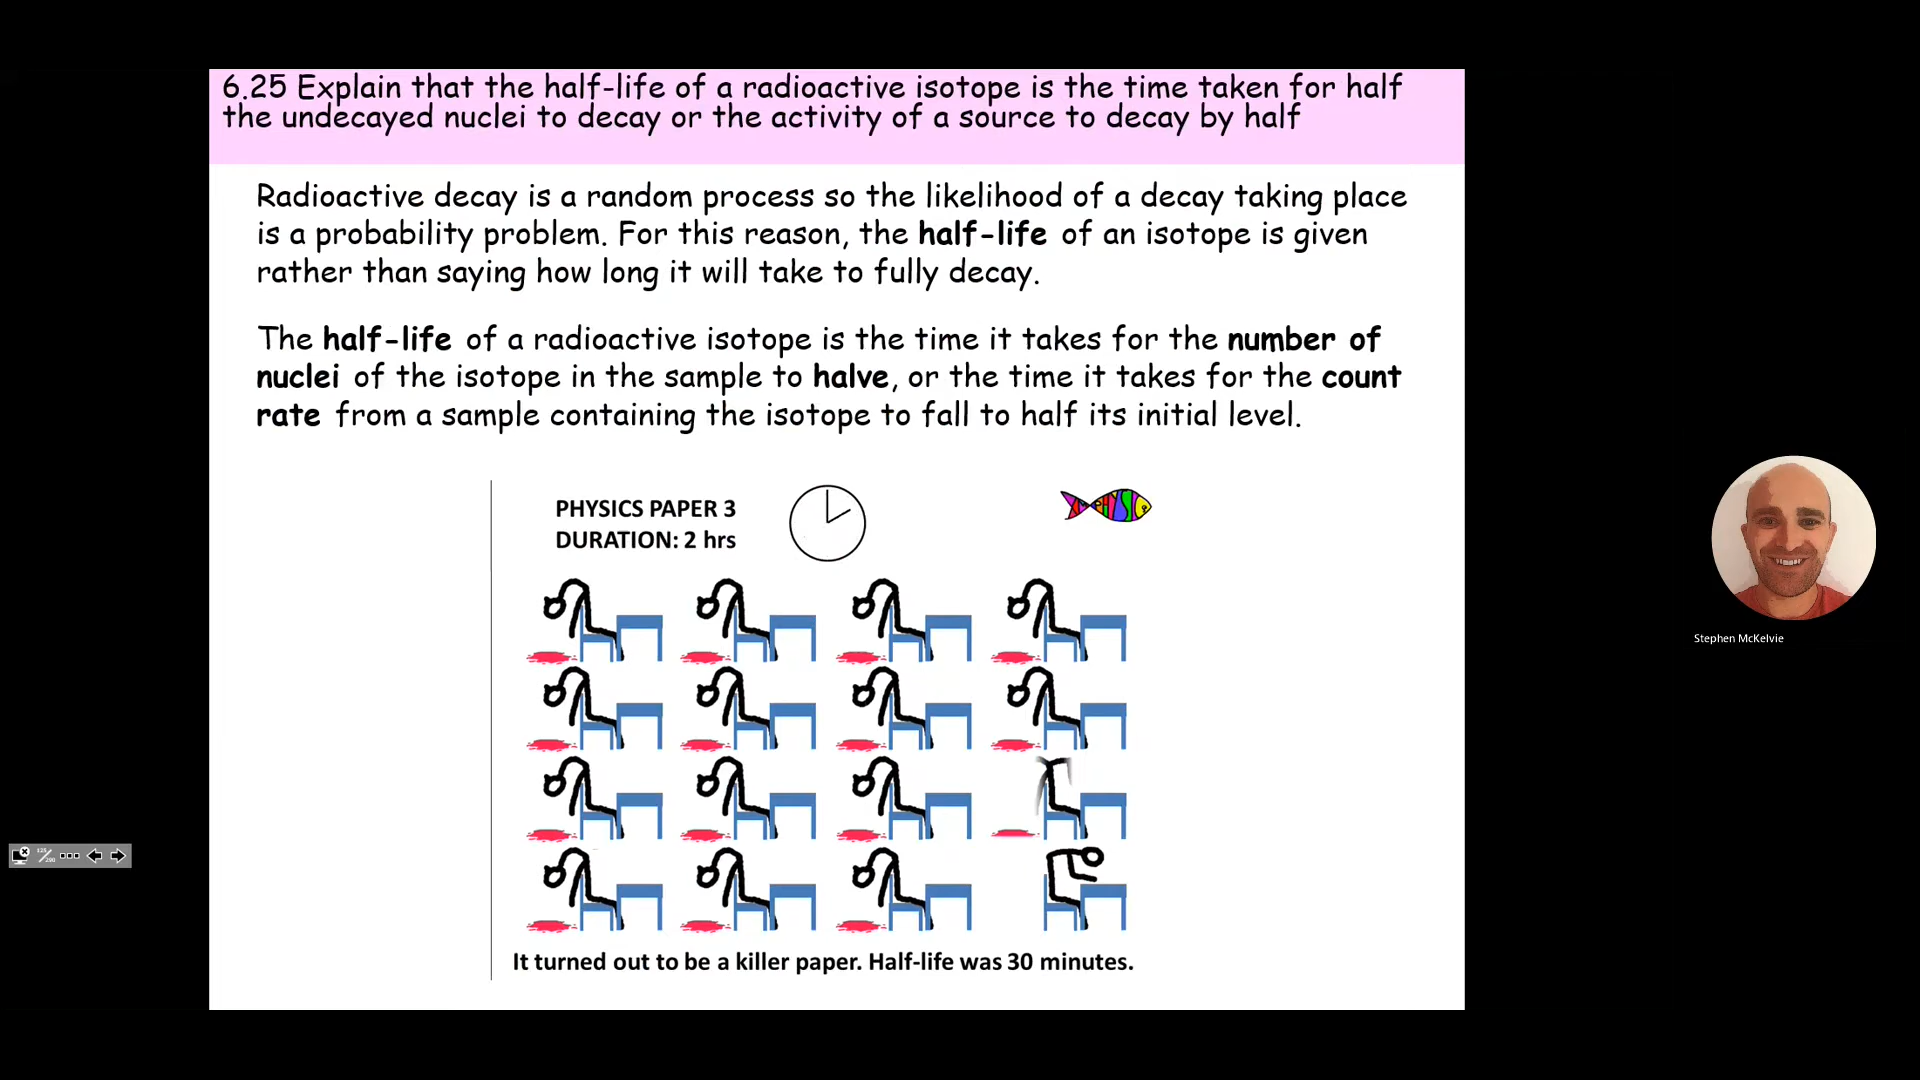 6.25 Explain that the half-life of a radioactive isotope is the time taken for half
the undecayed nuclei to decay or the activity of a source to decay by half
Radioactive decay is a random process so the likelihood of a decay taking place
is a probability problem. For this reason, the half-life of an isotope is given
rather than saying how long it will take to fully decay.
The half-life of a radioactive isotope is the time it takes for the number of
nuclei of the isotope in the sample to halve, or the time it takes for the count
rate from a sample containing the isotope to fall to half its initial level.
PHYSICS PAPER 3
DURATION: 2 hrs
It turned out to be a killer paper. Half-life was 30 minutes.
Stephen McKelvie